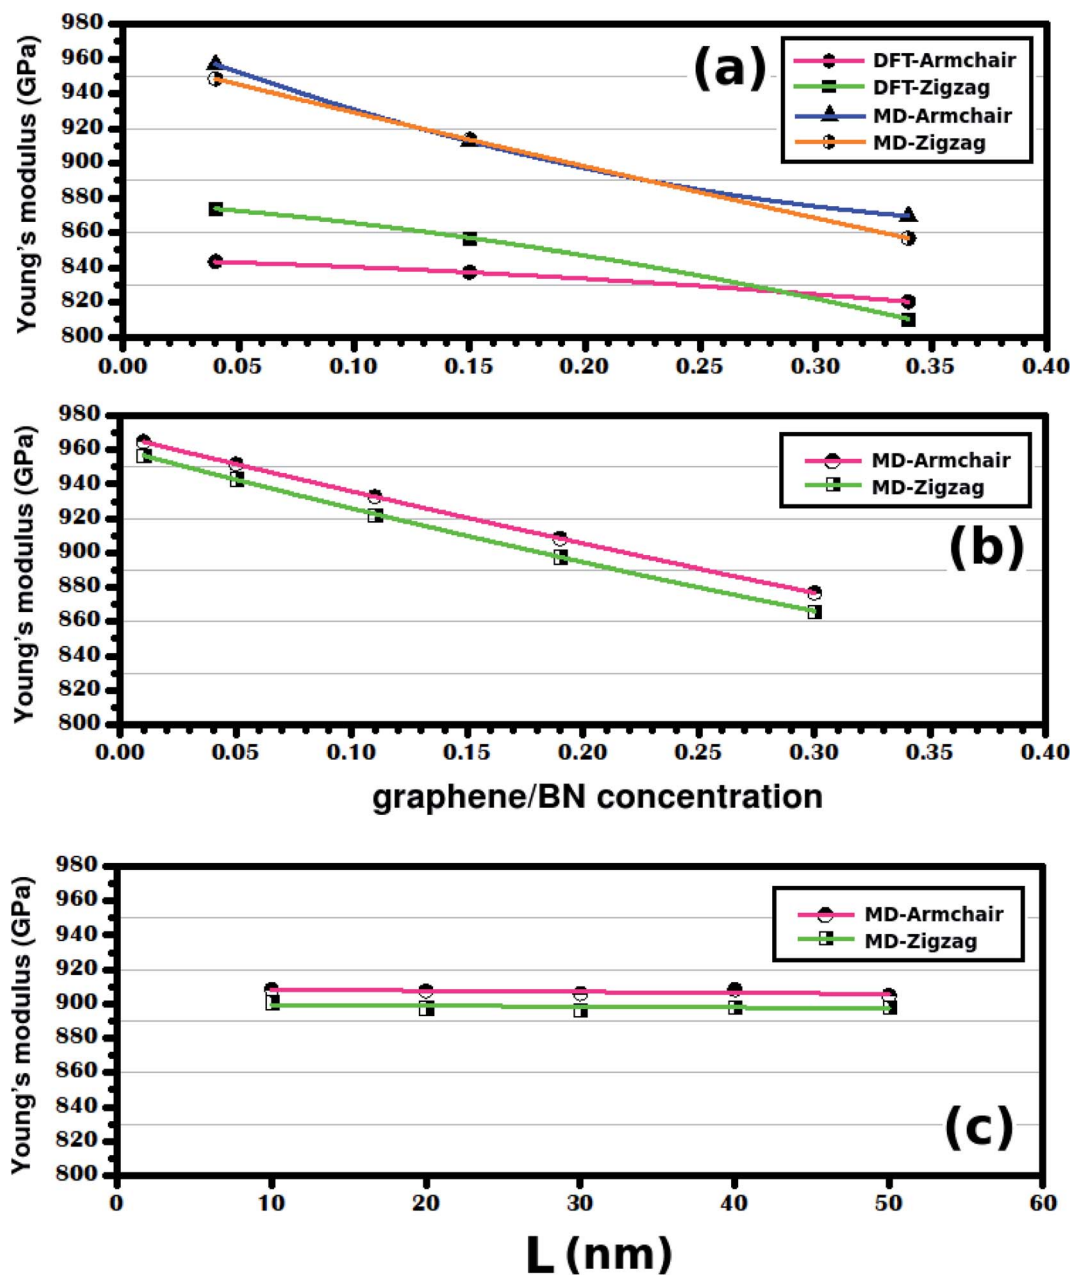 980
960
940
920
900
880
860
840
820
800
Young's modulus (GPa)
(a)
DFT-Armchair
DFT-Zigzag
MD-Armchair
MD-Zigzag
0.00 0.05 0.10 0.15 0.20 0.25 0.30 0.35 0.40
980
960
940
920
900
880
860
840
820
800
Young's modulus (GPa)
MD-Armchair
MD-Zigzag
(b)
0.00 0.05 0.10 0.15 0.20 0.25 0.30 0.35 0.40
graphene/BN concentration
980
960
940
920
900
880
860
840
820
800
Young's modulus (GPa)
MD-Armchair
MD-Zigzag
(c)
0 10 20 30 40 50 60
L (nm)